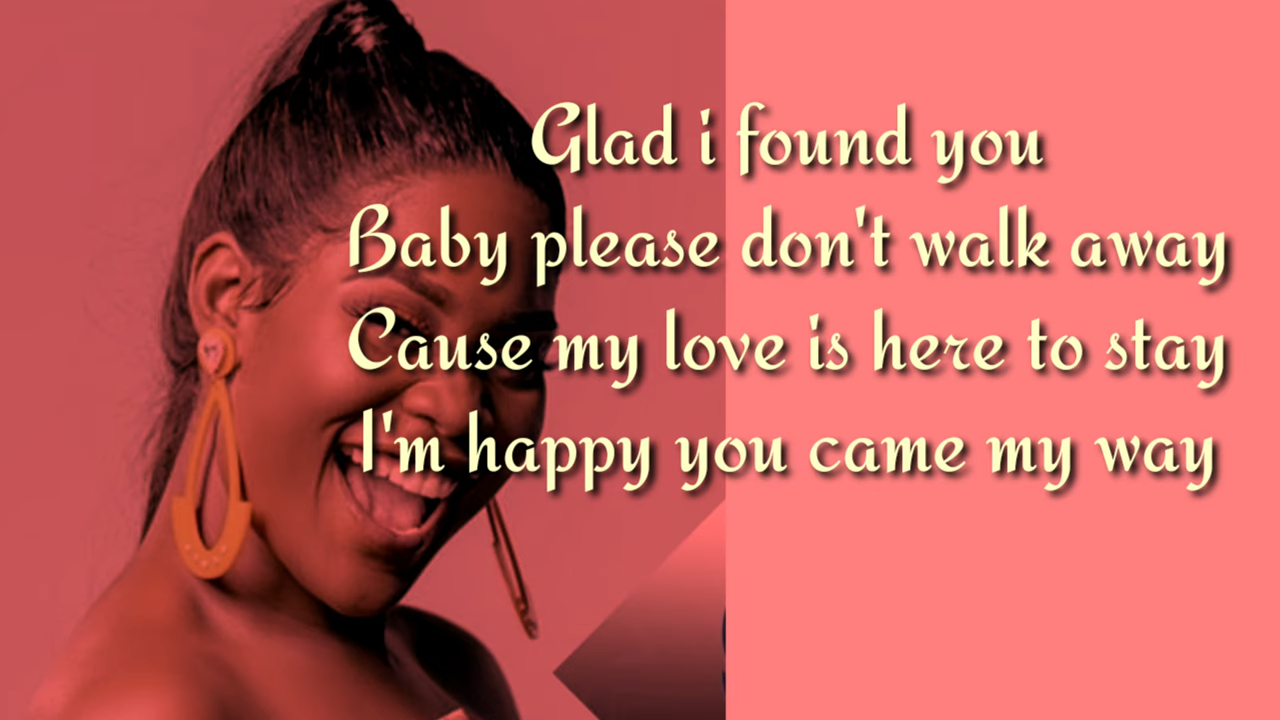 Glad i found you
Baby please don't walk away
Cause my love is here to stay
I'm happy you came my way